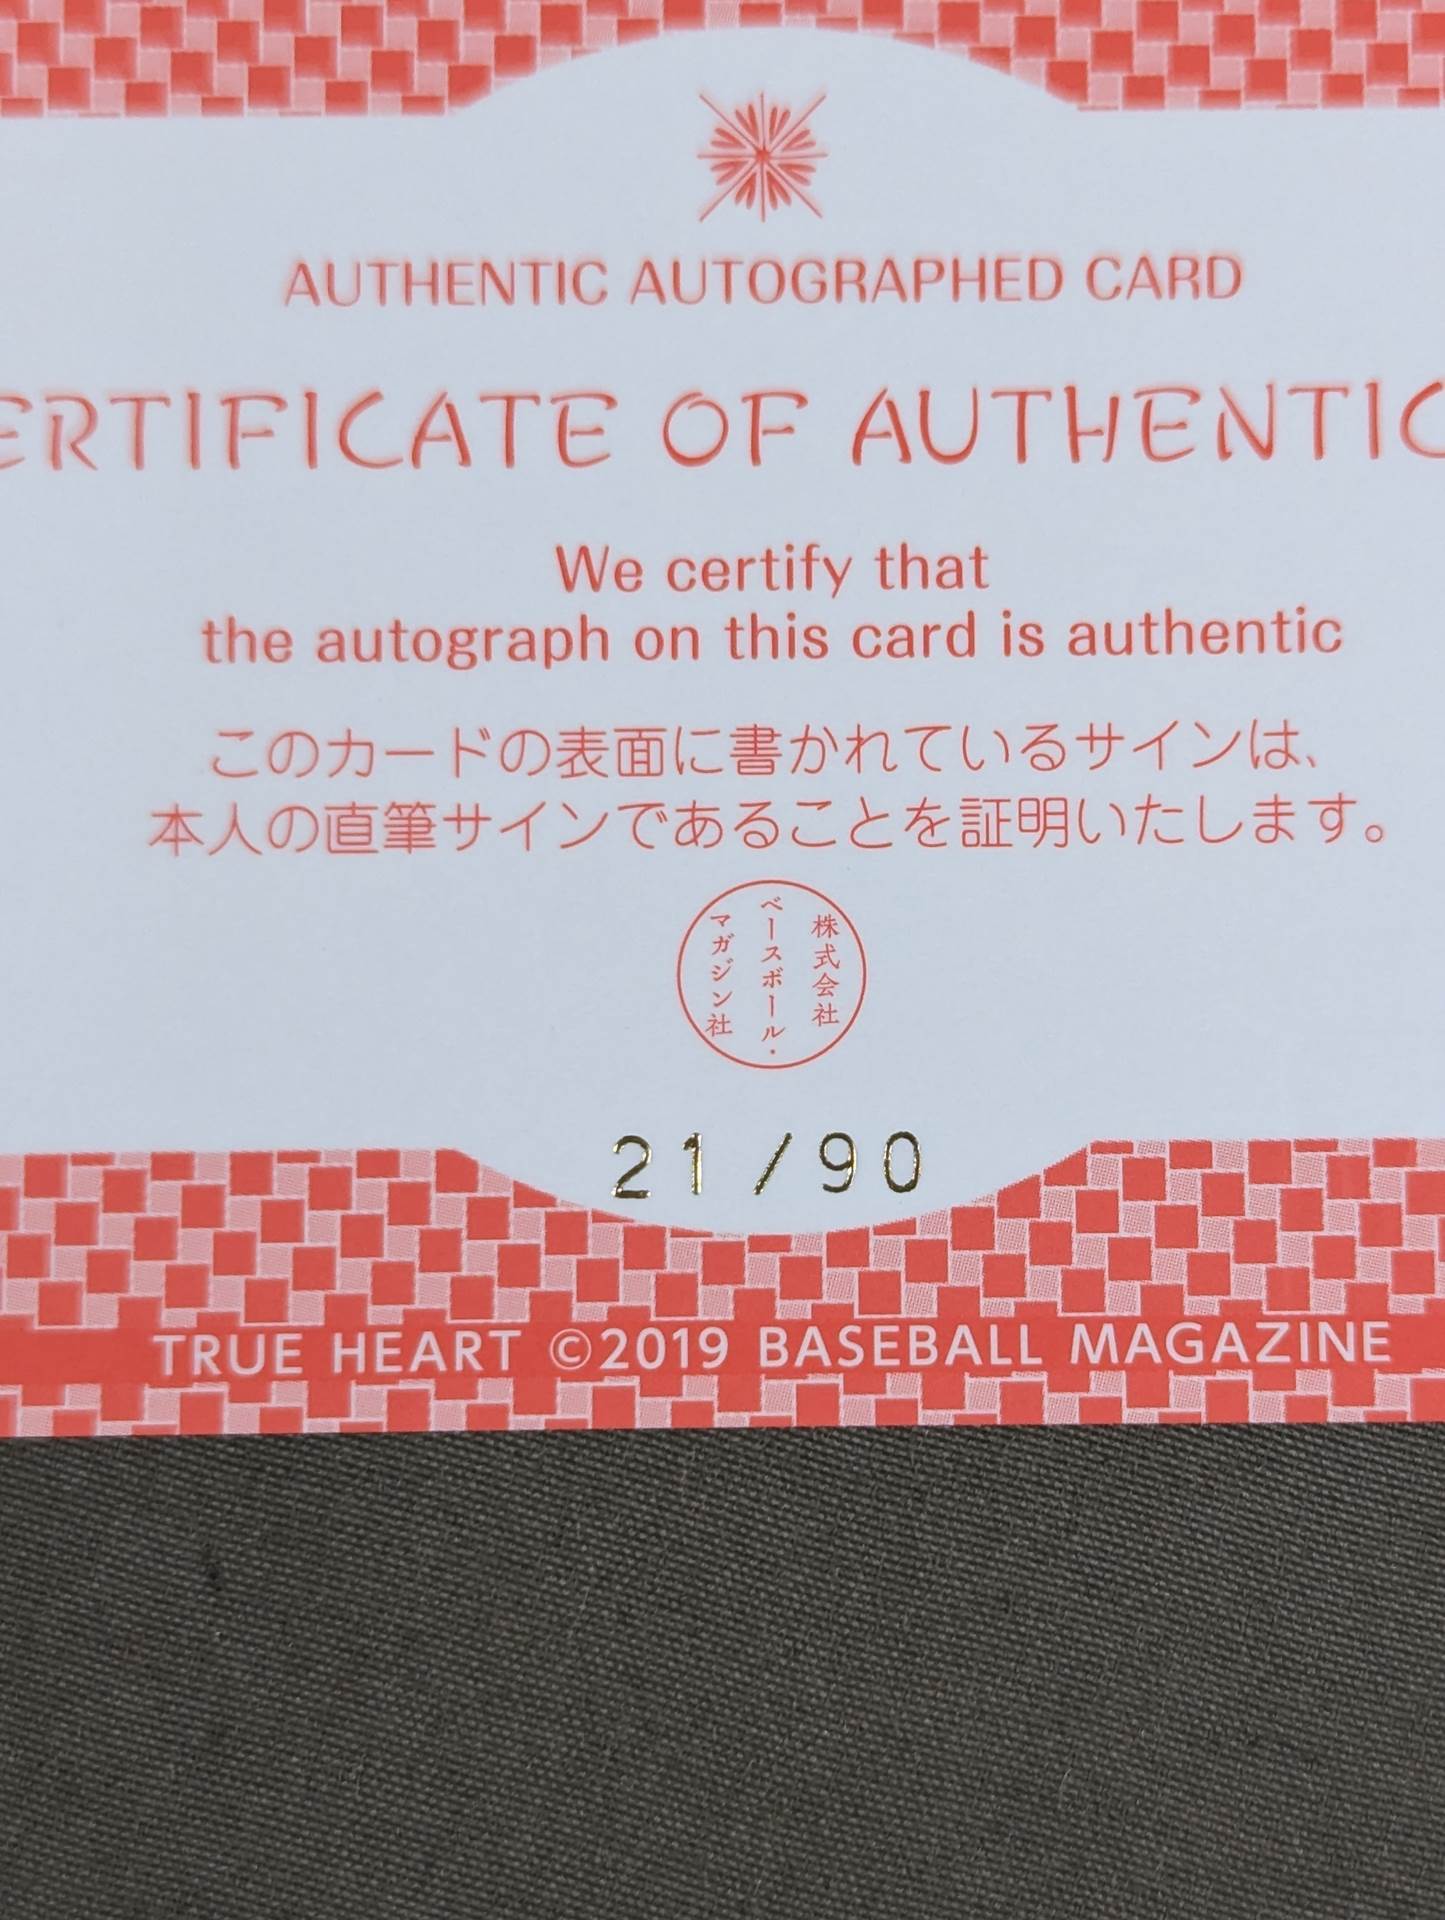 AUTHENTIC AUTOGRAPHED CARD
ERTIFICATE OF AUTHENTIC
We certify that
the autograph on this card is authentic
このカードの表面に書かれているサインは、
本人の直筆サインであることを証明いたします。
株式会社
ベースボール・
マガジン社
21/90
TRUE HEART ©2019 BASEBALL MAGAZINE